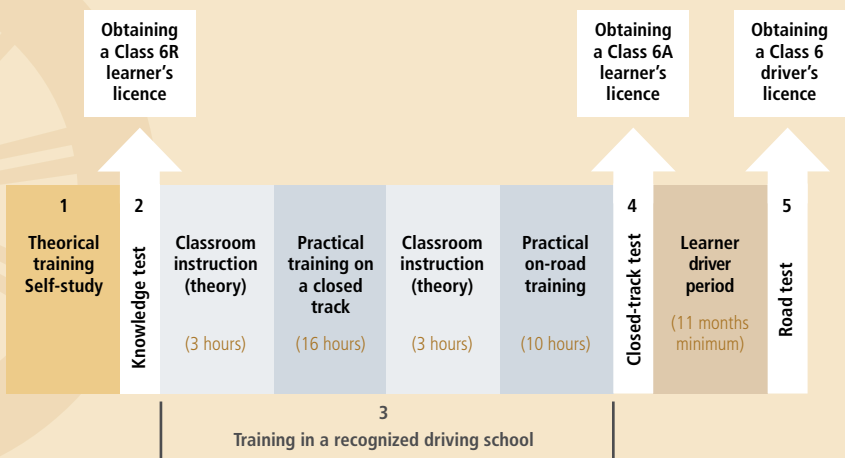 Obtaining
a Class 6R
learner's
licence
Obtaining
a Class 6A
learner's
licence
Obtaining
a Class 6
driver's
licence
1
Theorical
training
Self-study
2
Knowledge test
Classroom
instruction
(theory)
(3 hours)
Practical
training on
a closed
track
(16 hours)
Classroom
instruction
(theory)
(3 hours)
Practical
on-road
training
(10 hours)
4
Closed-track test
Learner
driver
period
(11 months
minimum)
5
Road test
3
Training in a recognized driving school